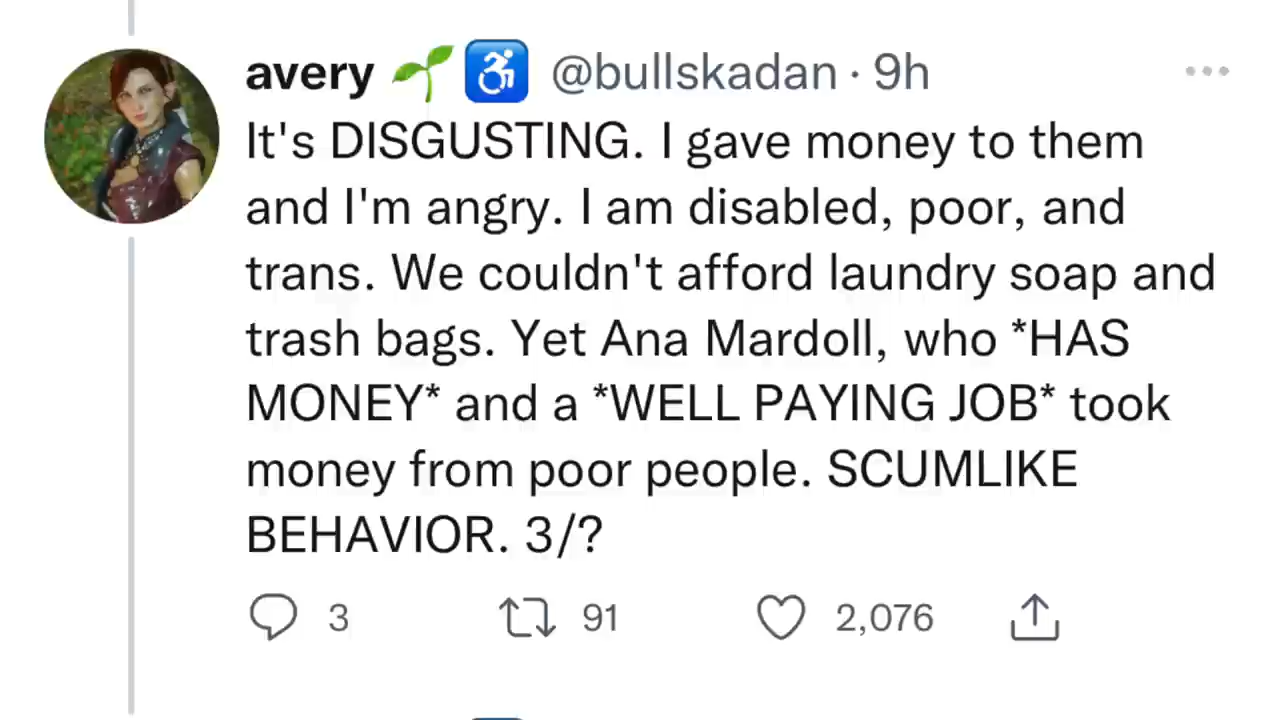 avery 🌱 ♿ @bullskadan · 9h
It's DISGUSTING. I gave money to them
and I'm angry. I am disabled, poor, and
trans. We couldn't afford laundry soap and
trash bags. Yet Ana Mardoll, who *HAS
MONEY* and a *WELL PAYING JOB* took
money from poor people. SCUMLIKE
BEHAVIOR. 3/?
3 91 2,076